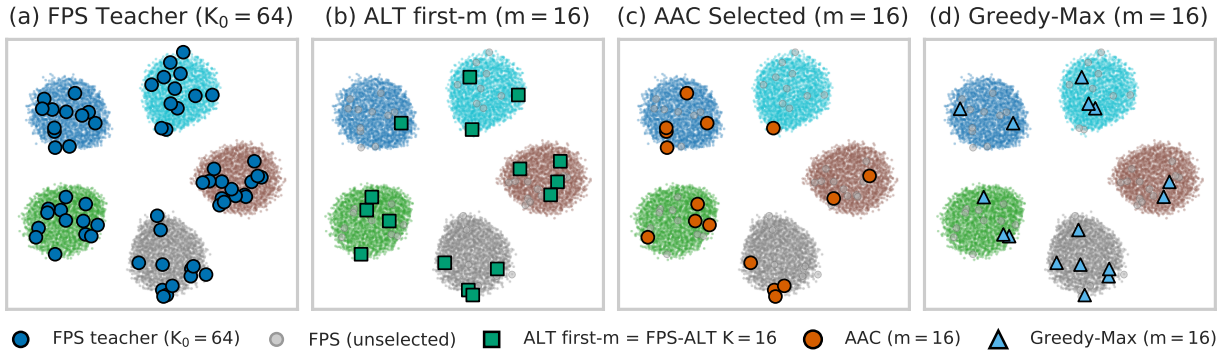 (a) FPS Teacher (K₀ = 64)
(b) ALT first-m (m = 16)
(c) AAC Selected (m = 16)
(d) Greedy-Max (m = 16)
FPS teacher (K₀ = 64)
FPS (unselected)
ALT first-m = FPS-ALT K = 16
AAC (m = 16)
Greedy-Max (m = 16)